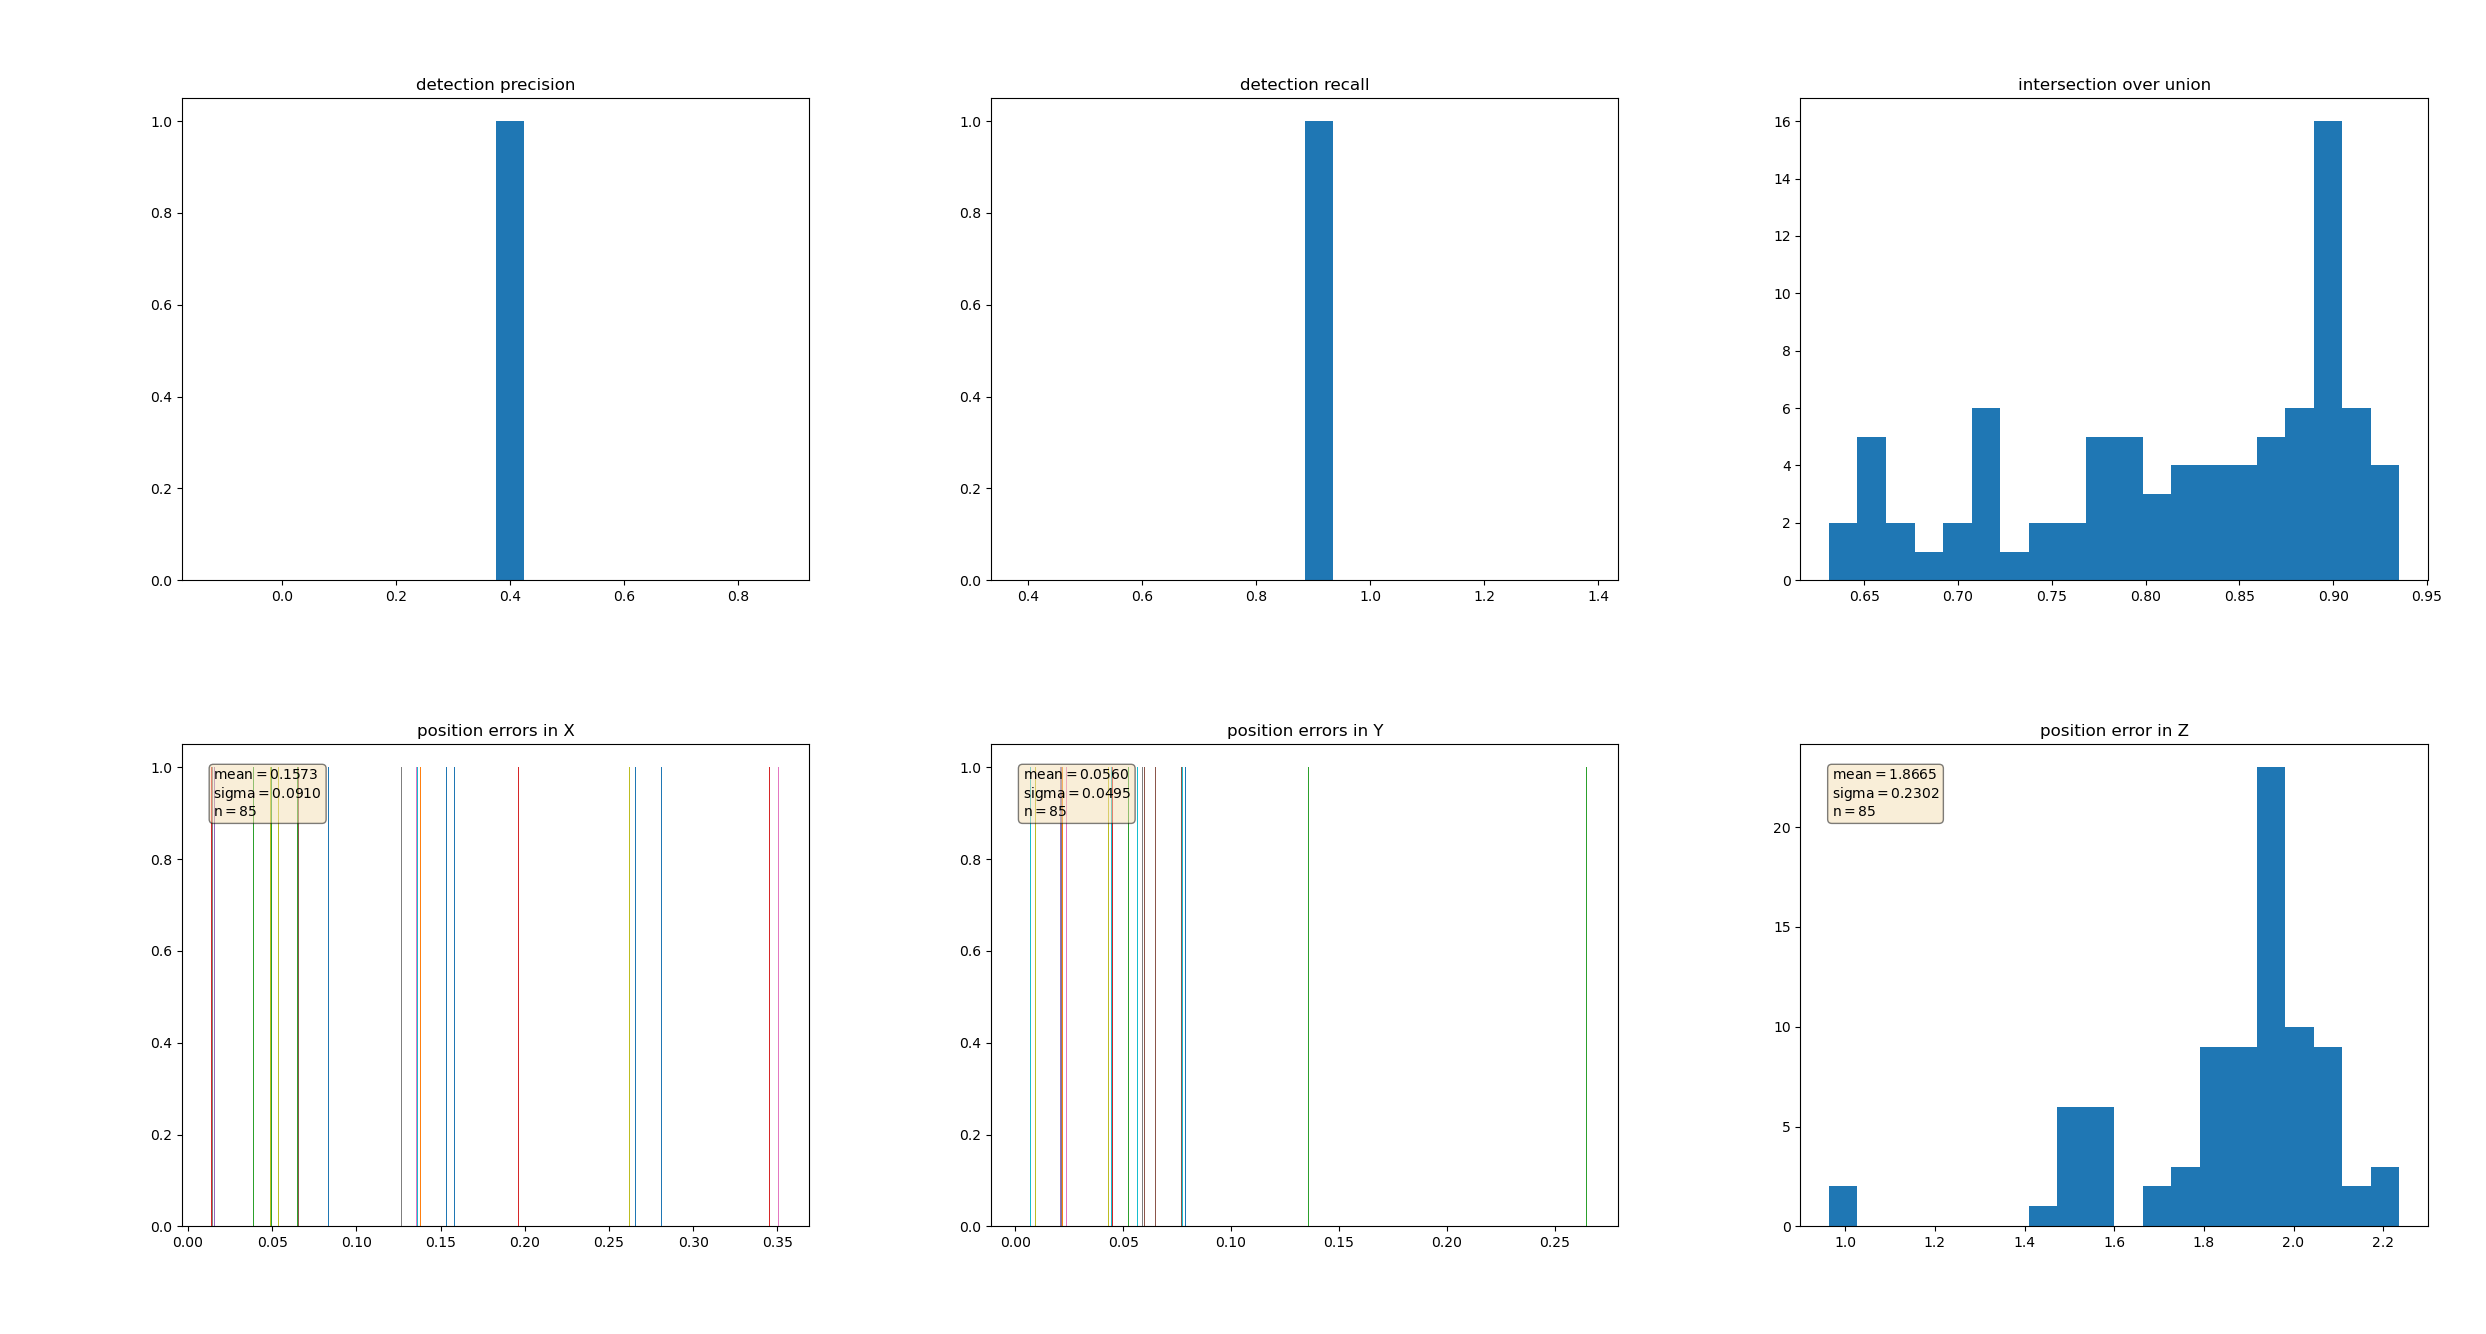 detection precision
1.0
0.8
0.6
0.4
0.2
0.0
0.0 0.2 0.4 0.6 0.8
detection recall
1.0
0.8
0.6
0.4
0.2
0.0
0.4 0.6 0.8 1.0 1.2 1.4
intersection over union
16
14
12
10
8
6
4
2
0
0.65 0.70 0.75 0.80 0.85 0.90 0.95
position errors in X
mean = 0.1573
sigma = 0.0910
n = 85
1.0
0.8
0.6
0.4
0.2
0.0
0.00 0.05 0.10 0.15 0.20 0.25 0.30 0.35
position errors in Y
mean = 0.0560
sigma = 0.0495
n = 85
1.0
0.8
0.6
0.4
0.2
0.0
0.00 0.05 0.10 0.15 0.20 0.25
position error in Z
mean = 1.8665
sigma = 0.2302
n = 85
20
15
10
5
0
1.0 1.2 1.4 1.6 1.8 2.0 2.2